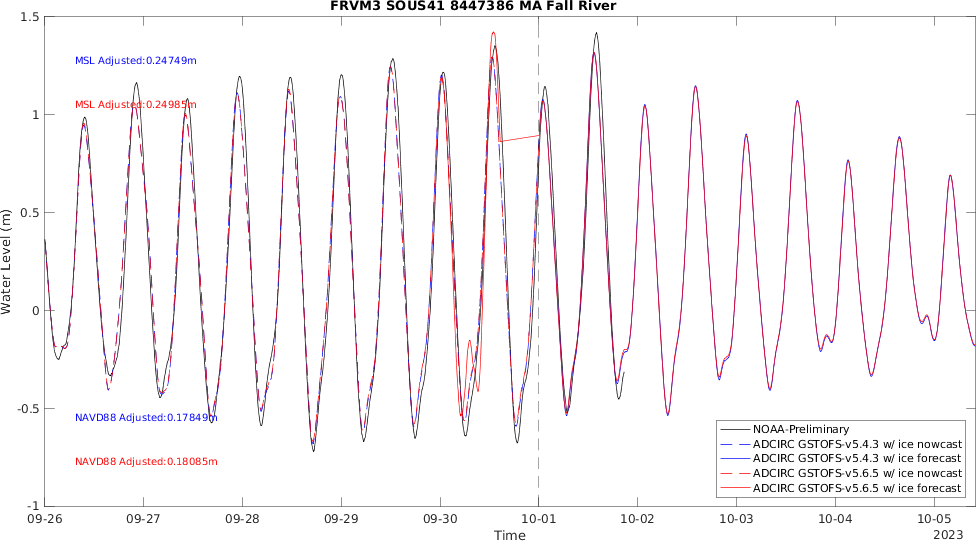 FRVM3 SOUS41 8447386 MA Fall River
1.5
1
0.5
0
-0.5
-1
Water Level (m)
MSL Adjusted:0.24749m
MSL Adjusted:0.24985m
NAVD88 Adjusted:0.17849m
NAVD88 Adjusted:0.18085m
NOAA-Preliminary
ADCIRC GSTOFS-v5.4.3 w/ ice nowcast
ADCIRC GSTOFS-v5.4.3 w/ ice forecast
ADCIRC GSTOFS-v5.6.5 w/ ice nowcast
ADCIRC GSTOFS-v5.6.5 w/ ice forecast
09-26 09-27 09-28 09-29 09-30 10-01 10-02 10-03 10-04 10-05
Time
2023